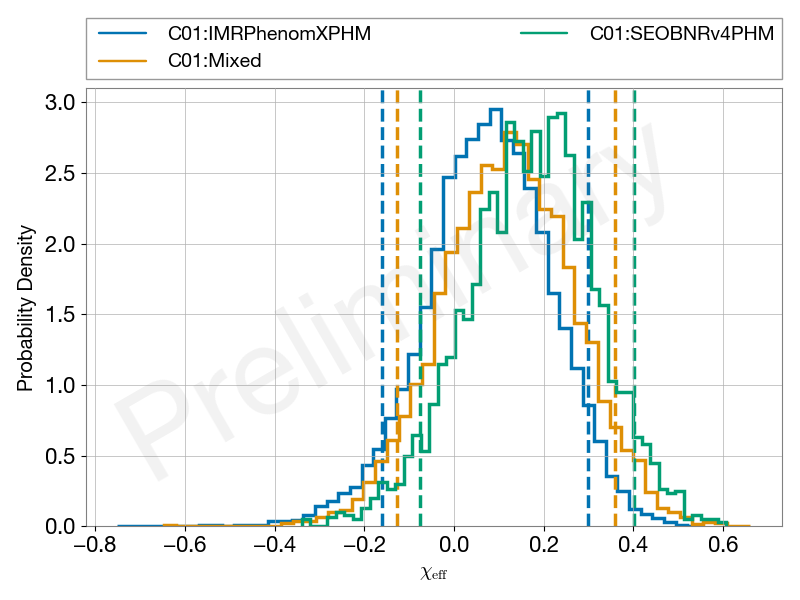 C01:IMRPhenomXPHM
C01:Mixed
C01:SEOBNRv4PHM
Preliminary
Probability Density
3.0
2.5
2.0
1.5
1.0
0.5
0.0
−0.8 −0.6 −0.4 −0.2 0.0 0.2 0.4 0.6
χeff